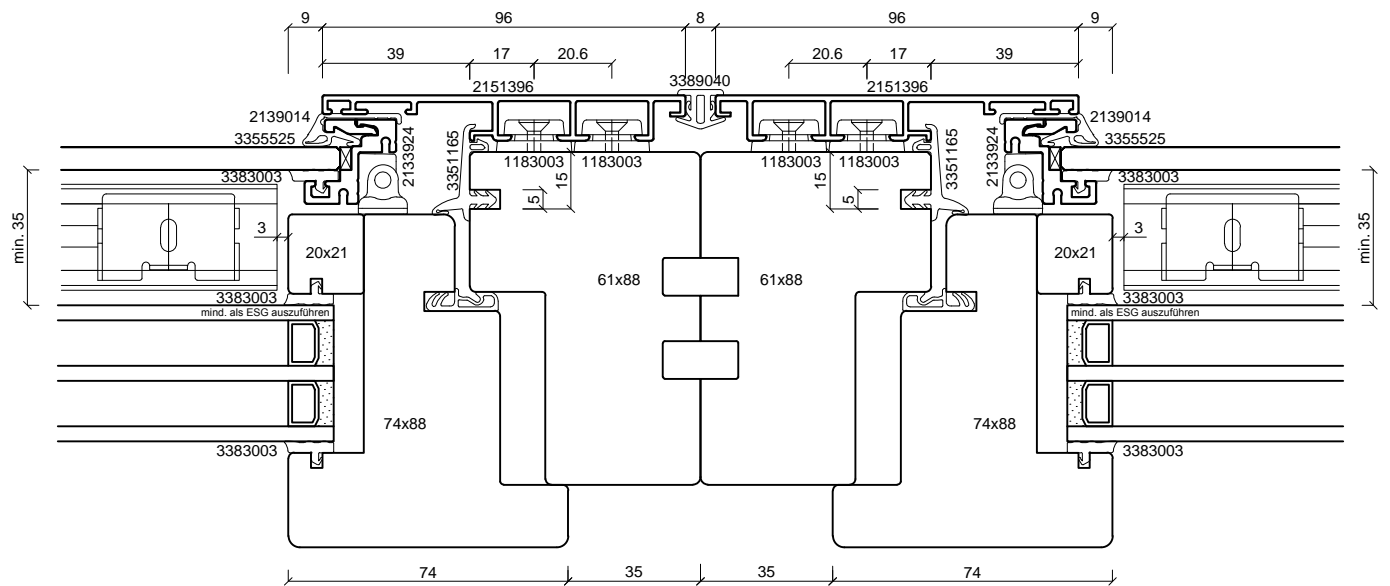 9 96 8 96 9
39 17 20.6 20.6 17 39
3389040
2151396 2151396
2139014 2139014
3355525 3355525
2133924 3351165 3351165 2133924
1183003 1183003 1183003 1183003
3383003 3383003
15 15
5 5
min. 35 min. 35
3 3
20x21 20x21
61x88 61x88
3383003 3383003
mind. als ESG auszuführen mind. als ESG auszuführen
74x88 74x88
3383003 3383003
74 35 35 74